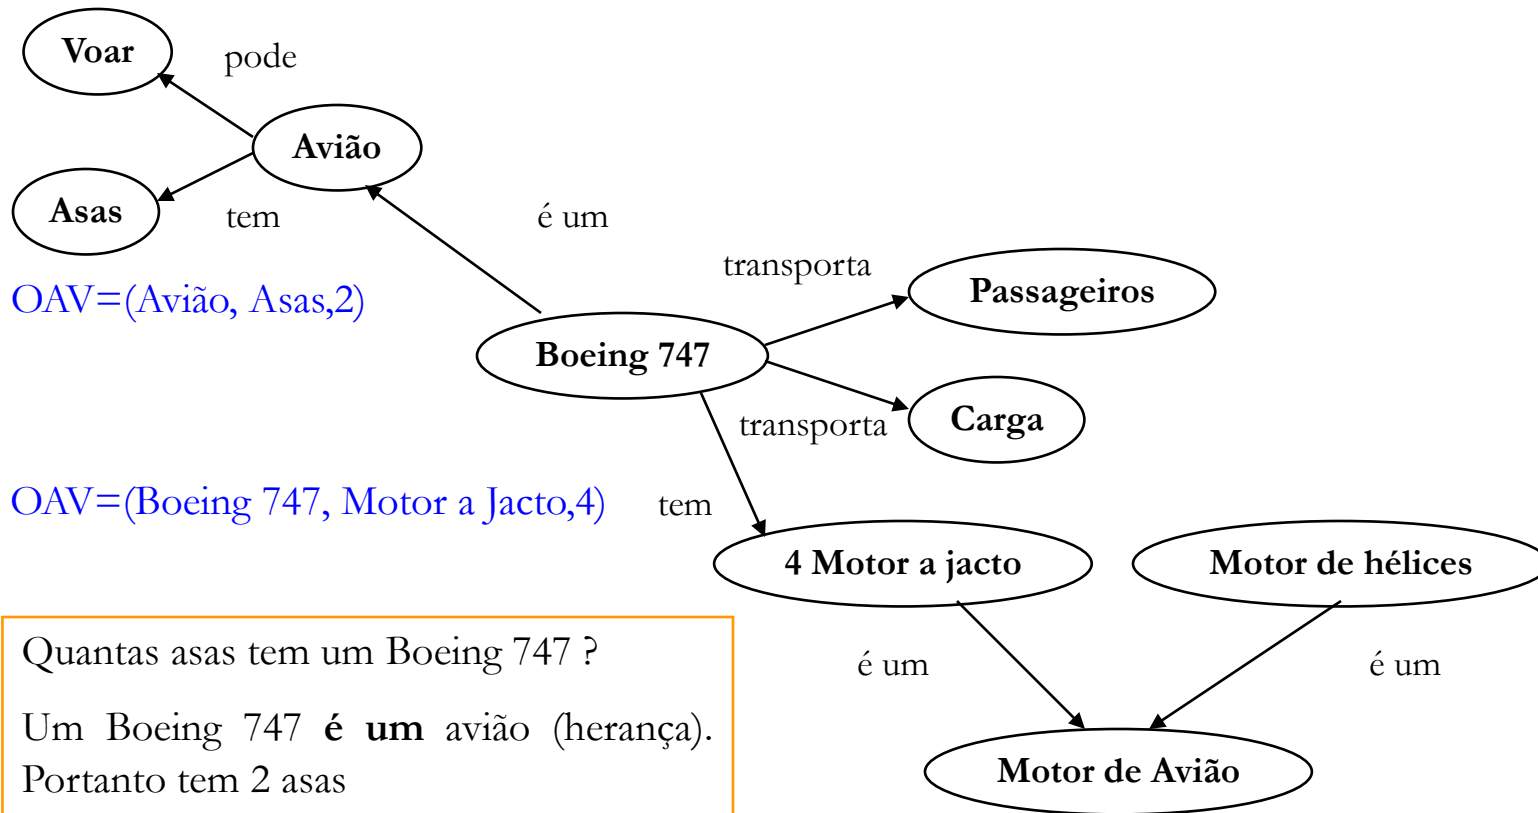 Voar
pode
Avião
Asas
tem
é um
transporta
Passageiros
OAV=(Avião, Asas,2)
Boeing 747
transporta
Carga
OAV=(Boeing 747, Motor a Jacto,4)
tem
4 Motor a jacto
Motor de hélices
Quantas asas tem um Boeing 747 ?
é um
é um
Um Boeing 747 é um avião (herança).
Portanto tem 2 asas
Motor de Avião